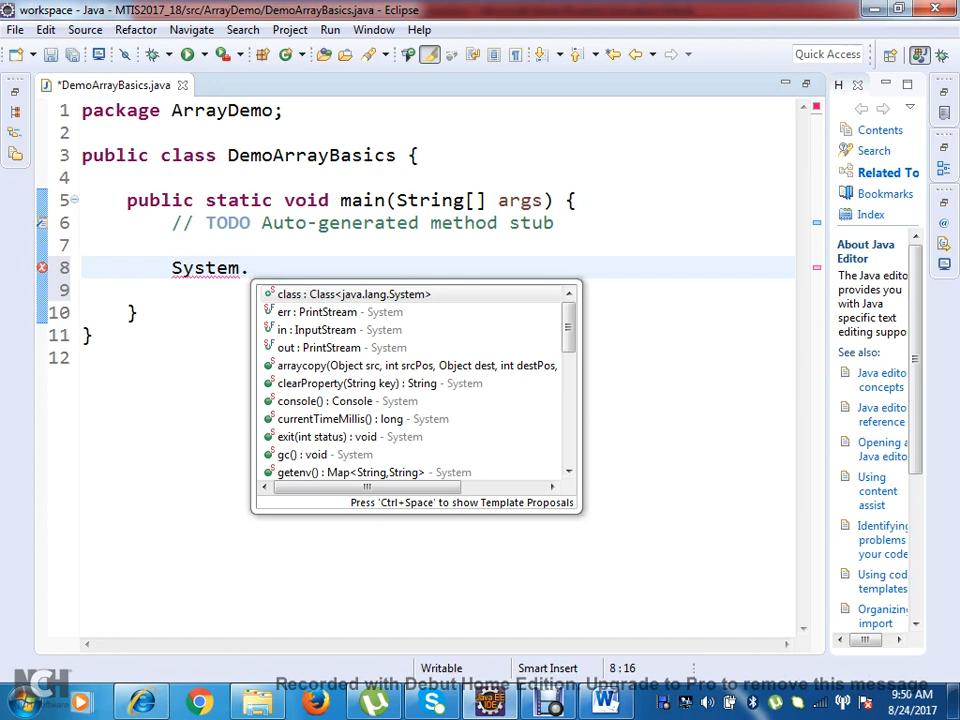 workspace - Java - MTIS2017_18/src/ArrayDemo/DemoArrayBasics.java - Eclipse
File Edit Source Refactor Navigate Search Project Run Window Help
Quick Access
*DemoArrayBasics.java
H
1 package ArrayDemo;
2
3 public class DemoArrayBasics {
4
5 public static void main(String[] args) {
6 // TODO Auto-generated method stub
7
8 System.
9
10 }
11 }
12
class : Class<java.lang.System>
err : PrintStream - System
in : InputStream - System
out : PrintStream - System
arraycopy(Object src, int srcPos, Object dest, int destPos,
clearProperty(String key) : String - System
console() : Console - System
currentTimeMillis() : long - System
exit(int status) : void - System
gc() : void - System
getenv() : Map<String,String> - System
Press 'Ctrl+Space' to show Template Proposals
Contents
Search
Related To
Bookmarks
Index
About Java
Editor
The Java editor
provides you
with Java
specific text
editing suppo
See also:
Java edito
concepts
Java edito
reference
Opening a
Java edito
Using
content
assist
Identifying
problems
your code
Using cod
templates
Organizing
import
Writable Smart Insert 8 : 16
Recorded with Debut Home Edition. Upgrade to Pro to remove this message
NCH
Software
9:50 AM
8/24/2017